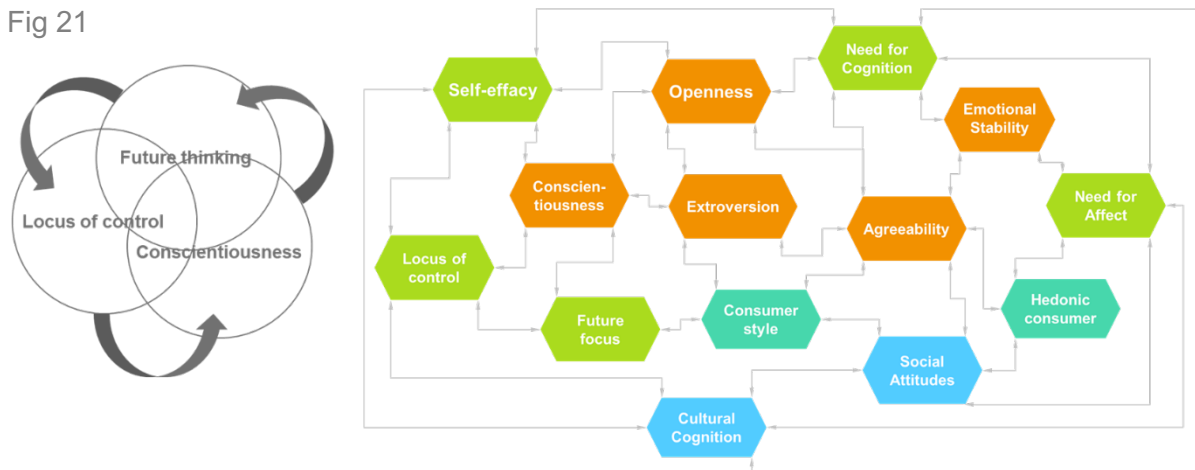 Fig 21
Future thinking
Locus of control
Conscientiousness
Self-effacy
Openness
Need for
Cognition
Emotional
Stability
Conscien-
tiousness
Extroversion
Agreeability
Need for
Affect
Locus of
control
Future
focus
Consumer
style
Hedonic
consumer
Social
Attitudes
Cultural
Cognition